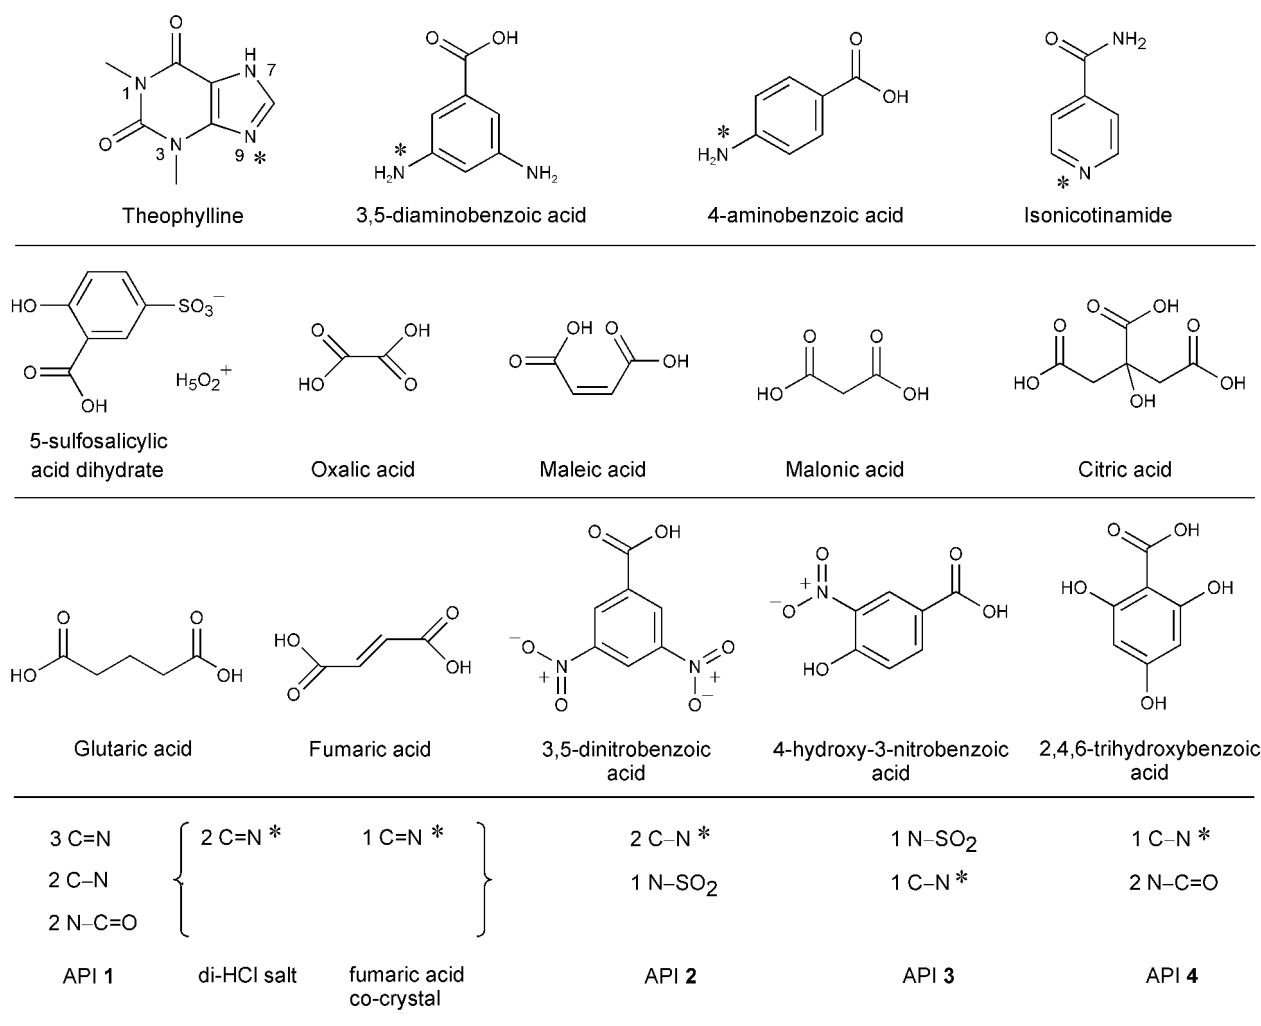 O
O
OH
O
OH
O
NH₂
H
N 7
N
1
O
N
3
N
9 *
*
H₂N
NH₂
*
H₂N
* N
Theophylline
3,5-diaminobenzoic acid
4-aminobenzoic acid
Isonicotinamide
HO
SO₃⁻
O
OH
H₅O₂⁺
O
OH
HO
O
OH
O
O
OH
O
O
HO
OH
O
OH
O
O
HO
OH
OH
5-sulfosalicylic
acid dihydrate
Oxalic acid
Maleic acid
Malonic acid
Citric acid
O
O
HO
OH
HO
O
O
OH
O
OH
⁻O
N
+
O
N
+
O
O⁻
O
+
N
⁻O
HO
O
OH
O
OH
HO
OH
OH
Glutaric acid
Fumaric acid
3,5-dinitrobenzoic
acid
4-hydroxy-3-nitrobenzoic
acid
2,4,6-trihydroxybenzoic
acid
3 C=N
2 C–N
2 N–C=O
2 C=N *
1 C=N *
2 C–N *
1 N–SO₂
1 N–SO₂
1 C–N *
1 C–N *
2 N–C=O
API 1
di-HCl salt
fumaric acid
co-crystal
API 2
API 3
API 4